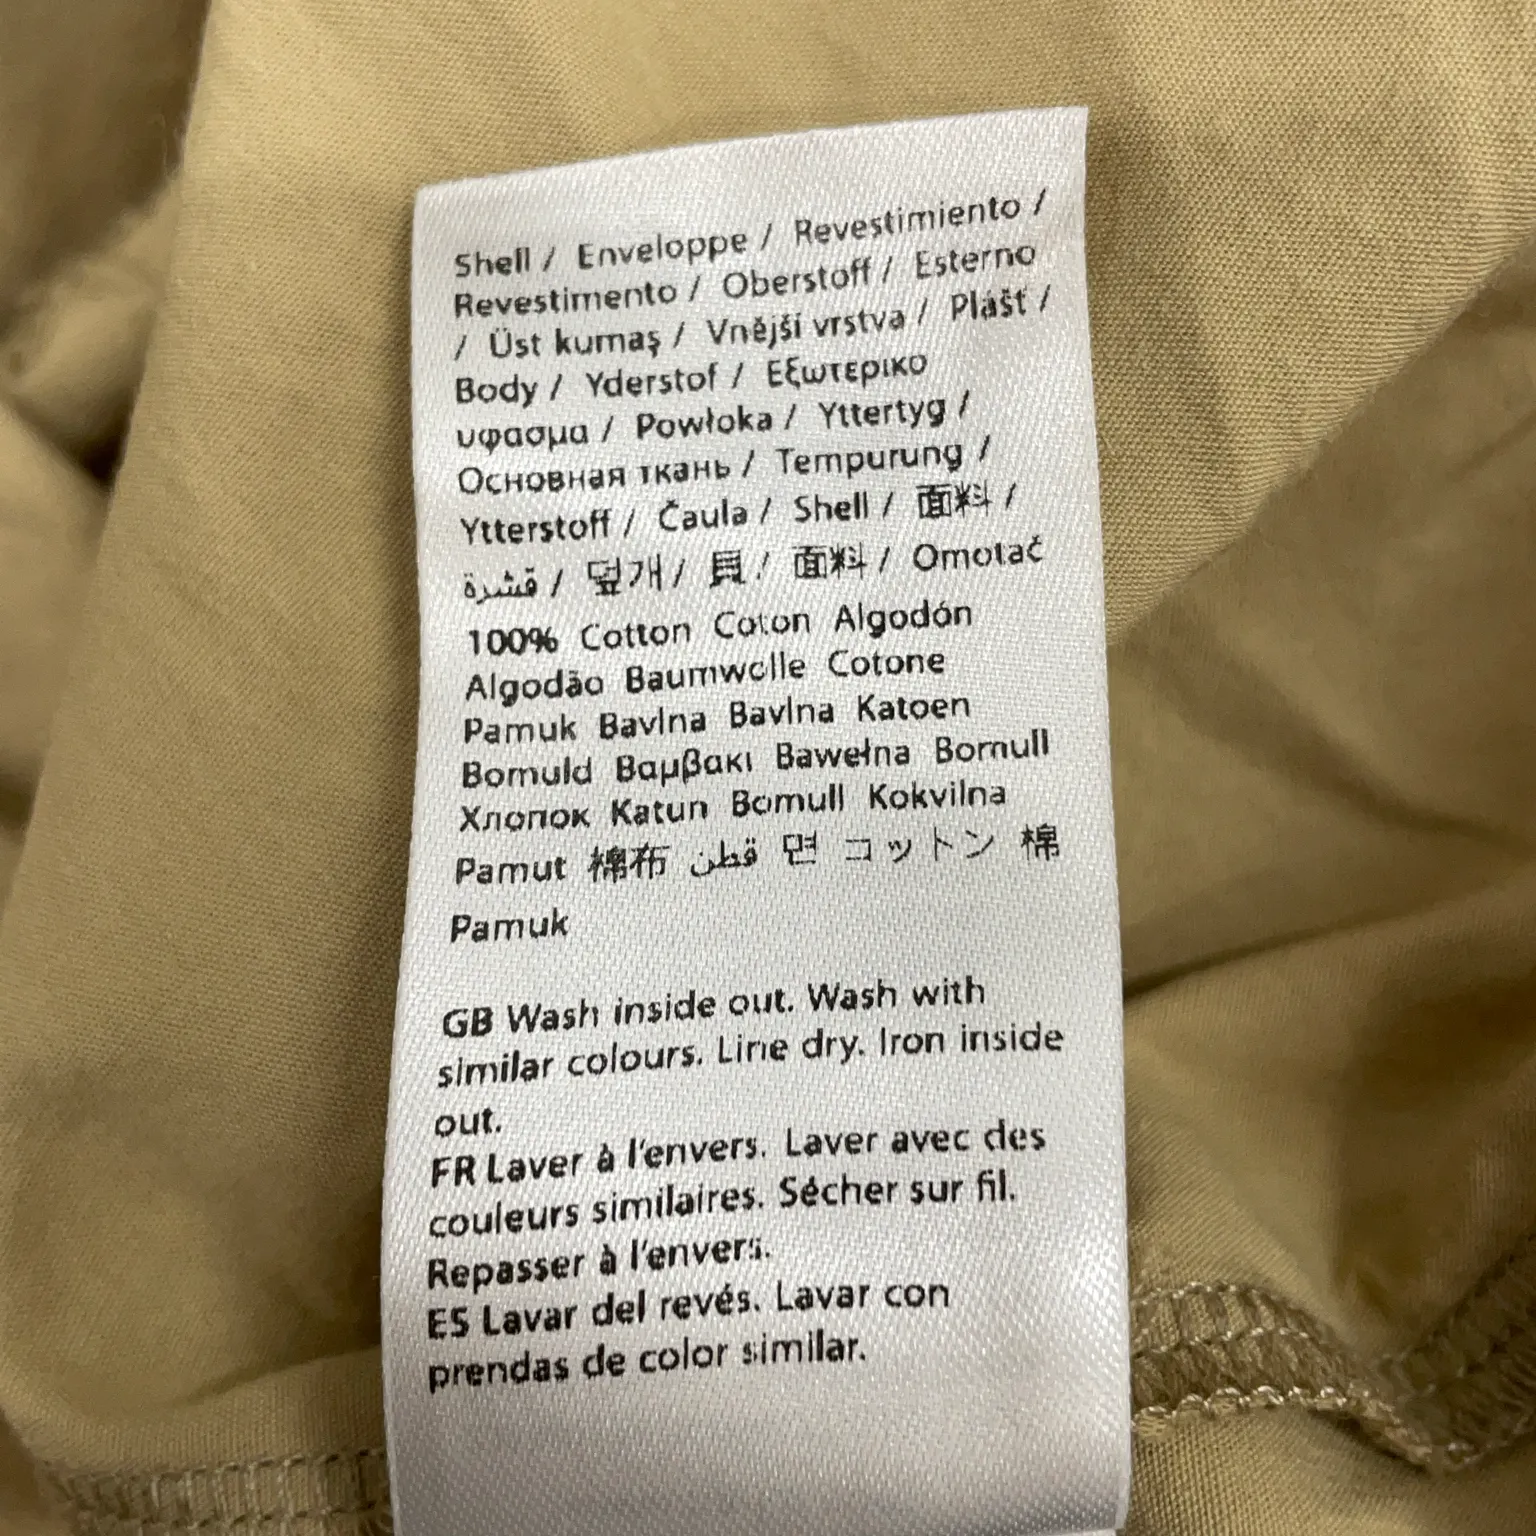 Shell / Enveloppe / Revestimiento /
Revestimento / Oberstoff / Esterno
/ Üst kumaş / Vnější vrstva / Plášť /
Body / Yderstof / Εξωτερικο
υφασμα / Powłoka / Yttertyg /
Основная ткань / Tempurung /
Ytterstoff / Čaula / Shell / 面料 /
قشرة / 덮개 / 貝 / 面料 / Omotač
100% Cotton Coton Algodón
Algodão Baumwolle Cotone
Pamuk Bavlna Bavlna Katoen
Bomuld Βαμβακι Bawełna Bomull
Хлопок Katun Bomull Kokvilna
Pamut 棉布 قطن 면 コットン 棉
Pamuk
GB Wash inside out. Wash with
similar colours. Line dry. Iron inside
out.
FR Laver à l'envers. Laver avec des
couleurs similaires. Sécher sur fil.
Repasser à l'envers.
ES Lavar del revés. Lavar con
prendas de color similar.